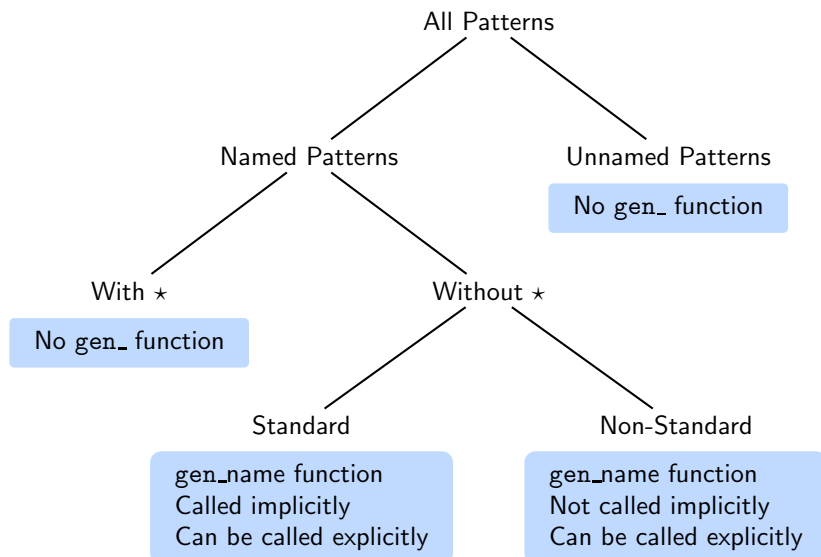 All Patterns
Named Patterns
Unnamed Patterns
No gen_ function
With ⋆
Without ⋆
No gen_ function
Standard
Non-Standard
gen_name function
Called implicitly
Can be called explicitly
gen_name function
Not called implicitly
Can be called explicitly